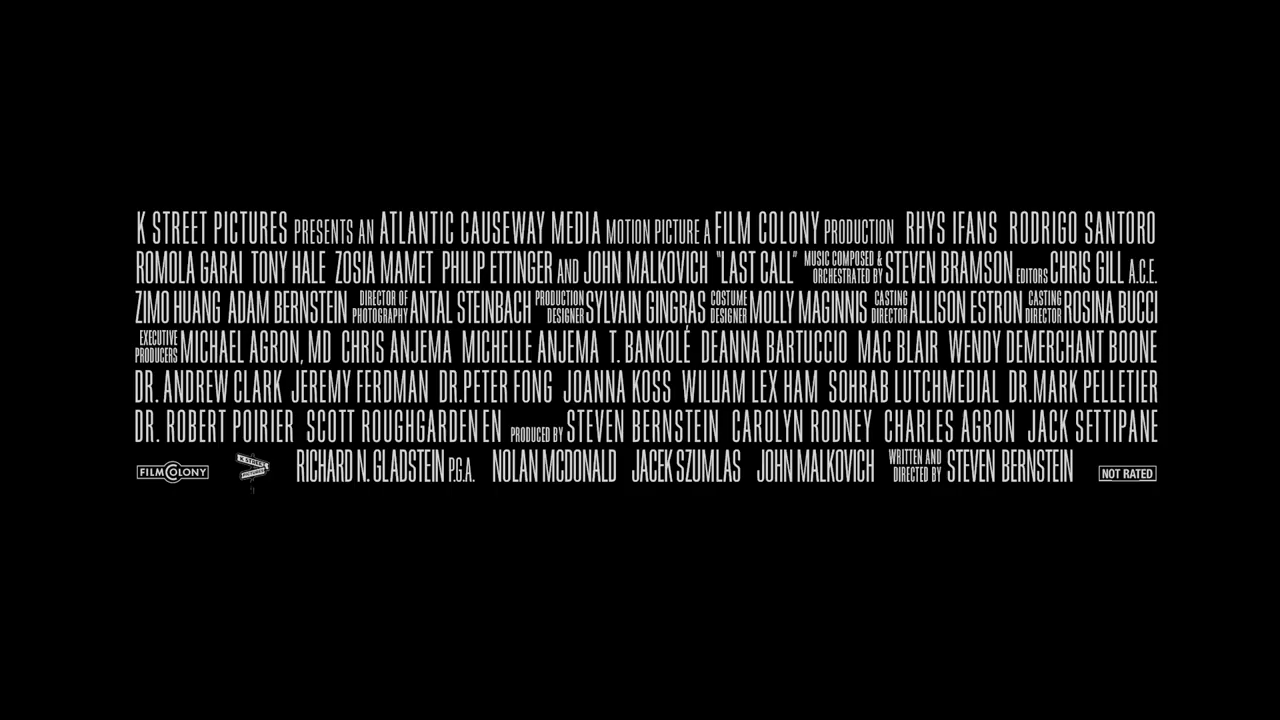 K STREET PICTURES PRESENTS AN ATLANTIC CAUSEWAY MEDIA MOTION PICTURE A FILM COLONY PRODUCTION RHYS IFANS RODRIGO SANTORO
ROMOLA GARAI TONY HALE ZOSIA MAMET PHILIP ETTINGER AND JOHN MALKOVICH "LAST CALL" MUSIC COMPOSED & ORCHESTRATED BY STEVEN BRAMSON EDITORS CHRIS GILL A.C.E.
ZIMO HUANG ADAM BERNSTEIN DIRECTOR OF PHOTOGRAPHY ANTAL STEINBACH PRODUCTION DESIGNER SYLVAIN GINGRAS COSTUME DESIGNER MOLLY MAGINNIS CASTING DIRECTOR ALLISON ESTRON CASTING DIRECTOR ROSINA BUCCI
EXECUTIVE PRODUCERS MICHAEL AGRON, MD CHRIS ANJEMA MICHELLE ANJEMA T. BANKOLÉ DEANNA BARTUCCIO MAC BLAIR WENDY DEMERCHANT BOONE
DR. ANDREW CLARK JEREMY FERDMAN DR.PETER FONG JOANNA KOSS WILLIAM LEX HAM SOHRAB LUTCHMEDIAL DR.MARK PELLETIER
DR. ROBERT POIRIER SCOTT ROUGHGARDEN EN PRODUCED BY STEVEN BERNSTEIN CAROLYN RODNEY CHARLES AGRON JACK SETTIPANE
FILMCOLONY K STREET PICTURES RICHARD N. GLADSTEIN P.G.A. NOLAN MCDONALD JACEK SZUMLAS JOHN MALKOVICH WRITTEN AND DIRECTED BY STEVEN BERNSTEIN NOT RATED